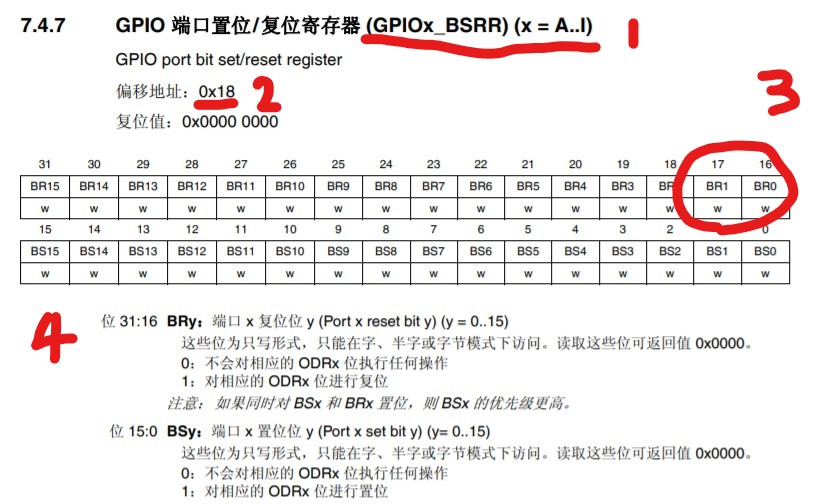 7.4.7 GPIO 端口置位/复位寄存器 (GPIOx_BSRR) (x = A..I) 1
GPIO port bit set/reset register
偏移地址：0x18 2
复位值：0x0000 0000
3
31 30 29 28 27 26 25 24 23 22 21 20 19 18 17 16
BR15 BR14 BR13 BR12 BR11 BR10 BR9 BR8 BR7 BR6 BR5 BR4 BR3 BR1 BR0
w w w w w w w w w w w w w w w w
15 14 13 12 11 10 9 8 7 6 5 4 3 2 0
BS15 BS14 BS13 BS12 BS11 BS10 BS9 BS8 BS7 BS6 BS5 BS4 BS3 BS2 BS1 BS0
w w w w w w w w w w w w w w w w
4
位 31:16 BRy：端口 x 复位位 y (Port x reset bit y) (y = 0..15)
这些位为只写形式，只能在字、半字或字节模式下访问。读取这些位可返回值 0x0000。
0：不会对相应的 ODRx 位执行任何操作
1：对相应的 ODRx 位进行复位
注意：如果同时对 BSx 和 BRx 置位，则 BSx 的优先级更高。
位 15:0 BSy：端口 x 置位位 y (Port x set bit y) (y= 0..15)
这些位为只写形式，只能在字、半字或字节模式下访问。读取这些位可返回值 0x0000。
0：不会对相应的 ODRx 位执行任何操作
1：对相应的 ODRx 位进行置位